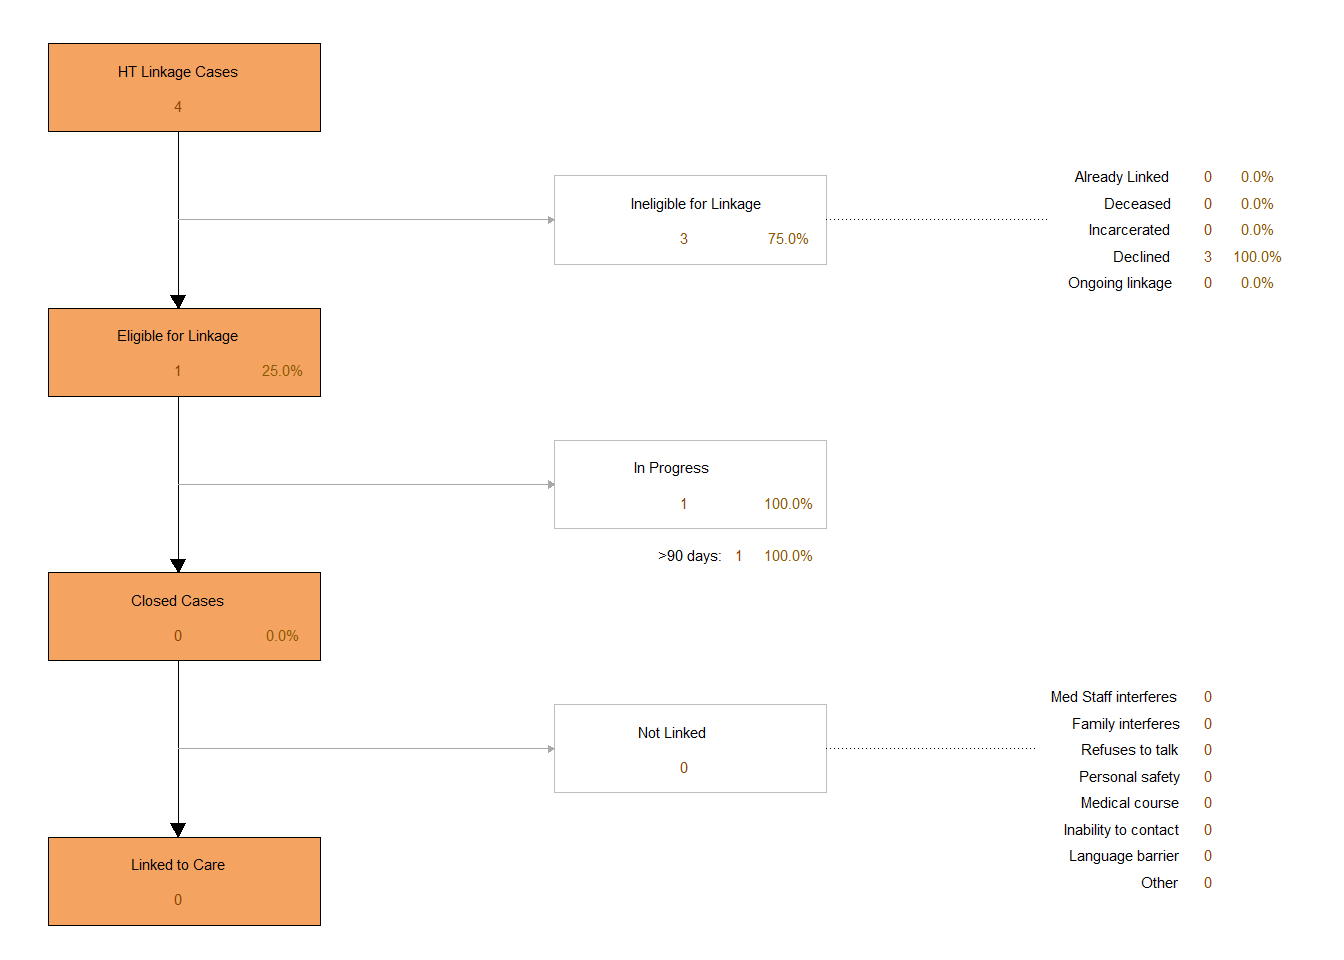 HT Linkage Cases
4
Ineligible for Linkage
3 75.0%
Already Linked 0 0.0%
Deceased 0 0.0%
Incarcerated 0 0.0%
Declined 3 100.0%
Ongoing linkage 0 0.0%
Eligible for Linkage
1 25.0%
In Progress
1 100.0%
>90 days: 1 100.0%
Closed Cases
0 0.0%
Not Linked
0
Med Staff interferes 0
Family interferes 0
Refuses to talk 0
Personal safety 0
Medical course 0
Inability to contact 0
Language barrier 0
Other 0
Linked to Care
0